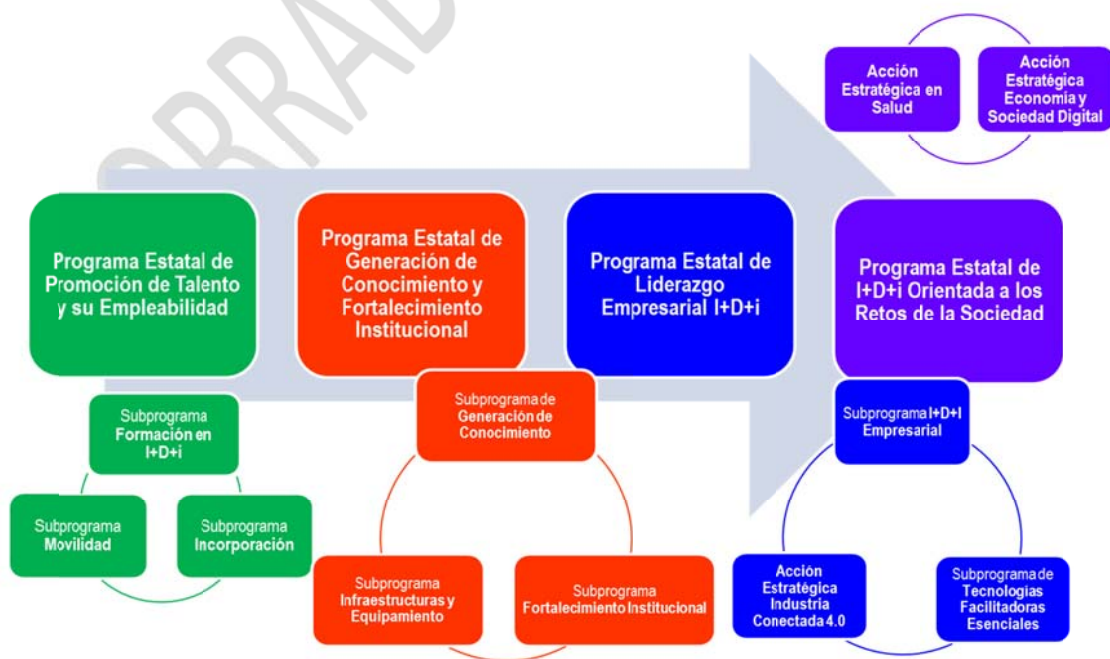 ORRAD
Acción
Estratégica en
Salud
Acción
Estratégica
Economía y
Sociedad Digital
Programa Estatal de
Promoción de Talento
y su Empleabilidad
Programa Estatal de
Generación de
Conocimiento y
Fortalecimiento
Institucional
Programa Estatal de
Liderazgo
Empresarial I+D+i
Programa Estatal de
I+D+i Orientada a los
Retos de la Sociedad
Subprograma
Formación en
I+D+i
Subprograma
Movilidad
Subprograma
Incorporación
Subprograma de
Generación de
Conocimiento
Subprograma
Infraestructuras y
Equipamiento
Subprograma
Fortalecimiento Institucional
Subprograma I+D+I
Empresarial
Acción
Estratégica
Industria
Conectada 4.0
Subprograma de
Tecnologías
Facilitadoras
Esenciales